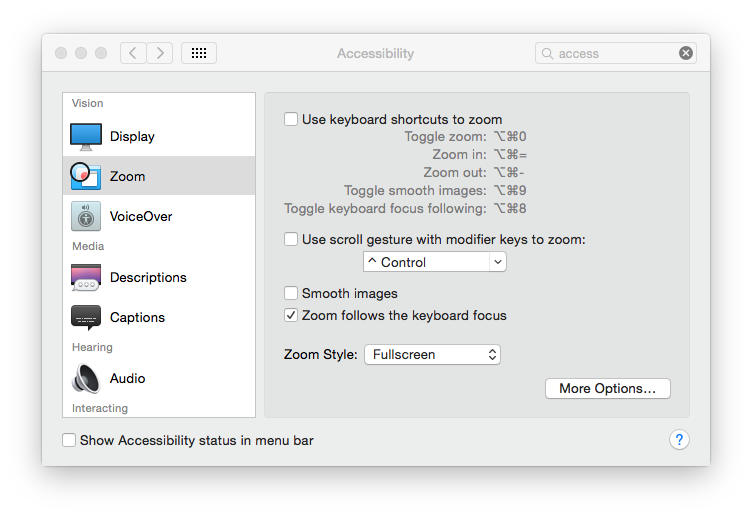 Accessibility
access
Vision
Display
Zoom
VoiceOver
Media
Descriptions
Captions
Hearing
Audio
Interacting
Use keyboard shortcuts to zoom
Toggle zoom: ⌥⌘0
Zoom in: ⌥⌘=
Zoom out: ⌥⌘-
Toggle smooth images: ⌥⌘9
Toggle keyboard focus following: ⌥⌘8
Use scroll gesture with modifier keys to zoom:
^ Control
Smooth images
Zoom follows the keyboard focus
Zoom Style: Fullscreen
More Options...
Show Accessibility status in menu bar
?